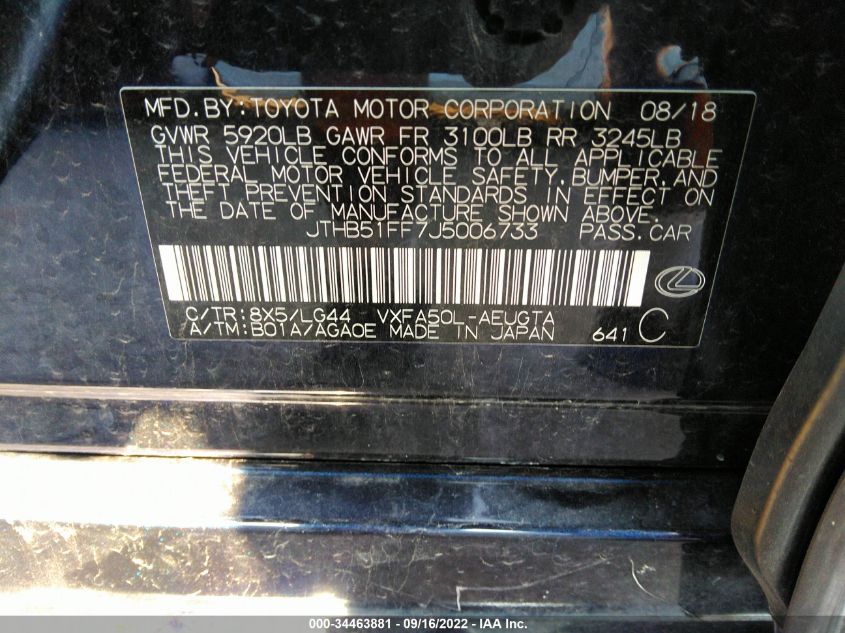 MFD.BY:TOYOTA MOTOR CORPORATION 08/18
GVWR 5920LB GAWR FR 3100LB RR 3245LB
THIS VEHICLE CONFORMS TO ALL APPLICABLE
FEDERAL MOTOR VEHICLE SAFETY,BUMPER,AND
THEFT PREVENTION STANDARDS IN EFFECT ON
THE DATE OF MANUFACTURE SHOWN ABOVE.
JTHB51FF7J5006733 PASS.CAR
C/TR:8X5/LG44 VXFA50L-AEUGTA
A/TM:B01A/AGA0E MADE IN JAPAN 641 C
000-34463881 - 09/16/2022 - IAA Inc.